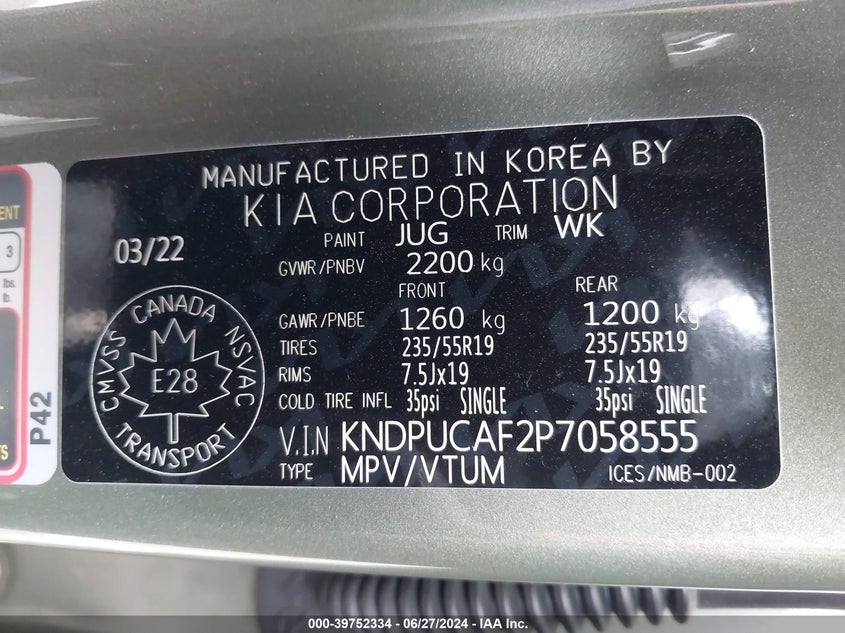 MANUFACTURED IN KOREA BY
KIA CORPORATION
03/22
PAINT JUG TRIM WK
GVWR/PNBV 2200 kg
FRONT REAR
GAWR/PNBE 1260 kg 1200 kg
TIRES 235/55R19 235/55R19
RIMS 7.5Jx19 7.5Jx19
COLD TIRE INFL 35psi SINGLE 35psi SINGLE
V.I.N KNDPUCAF2P7058555
TYPE MPV/VTUM ICES/NMB-002
CMVSS CANADA NSVAC
E28
TRANSPORT
3
lbs.
lb.
P42
000-39752334 - 06/27/2024 - IAA Inc.